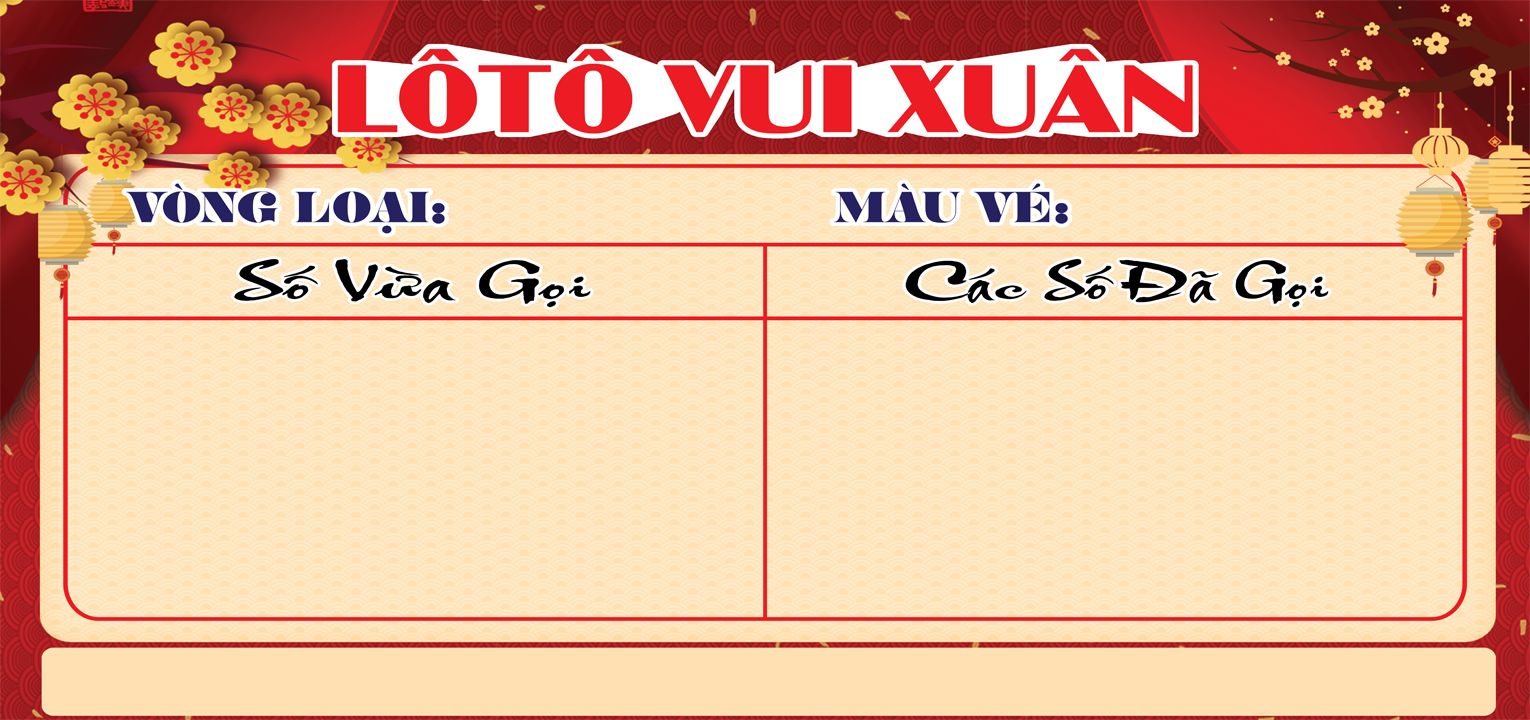 LÔTÔ VUI XUÂN
VÒNG LOẠI: MÀU VÉ:
Số Vừa Gọi Các Số Đã Gọi